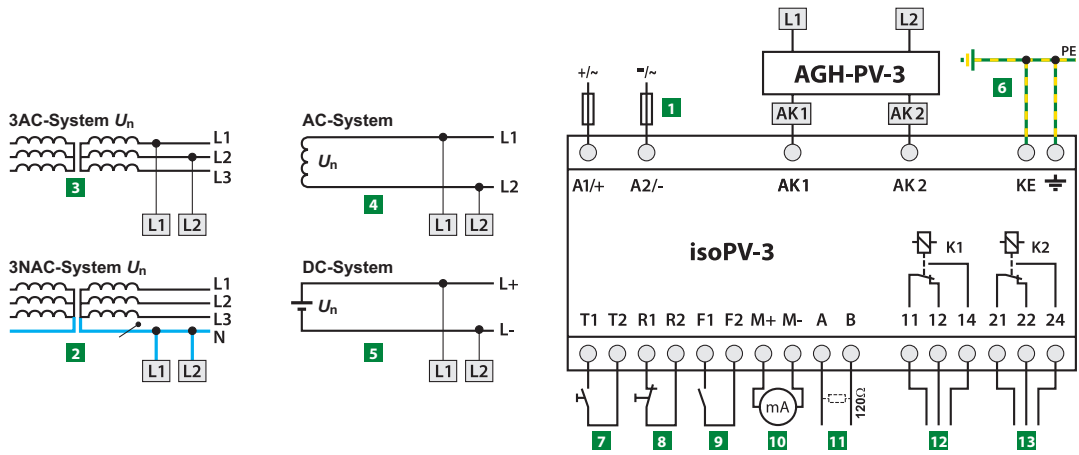 3AC-System Un
L1
L2
L3
3
L1 L2
AC-System
Un
L1
L2
4
L1 L2
3NAC-System Un
L1
L2
L3
N
2
L1 L2
DC-System
Un
L+
L-
5
L1 L2
L1 L2
AGH-PV-3
+/~ -/~
1
AK1 AK2
6
PE
A1/+ A2/- AK1 AK2 KE
isoPV-3
K1 K2
T1 T2 R1 R2 F1 F2 M+ M- A B 11 12 14 21 22 24
mA
120Ω
7 8 9 10 11 12 13